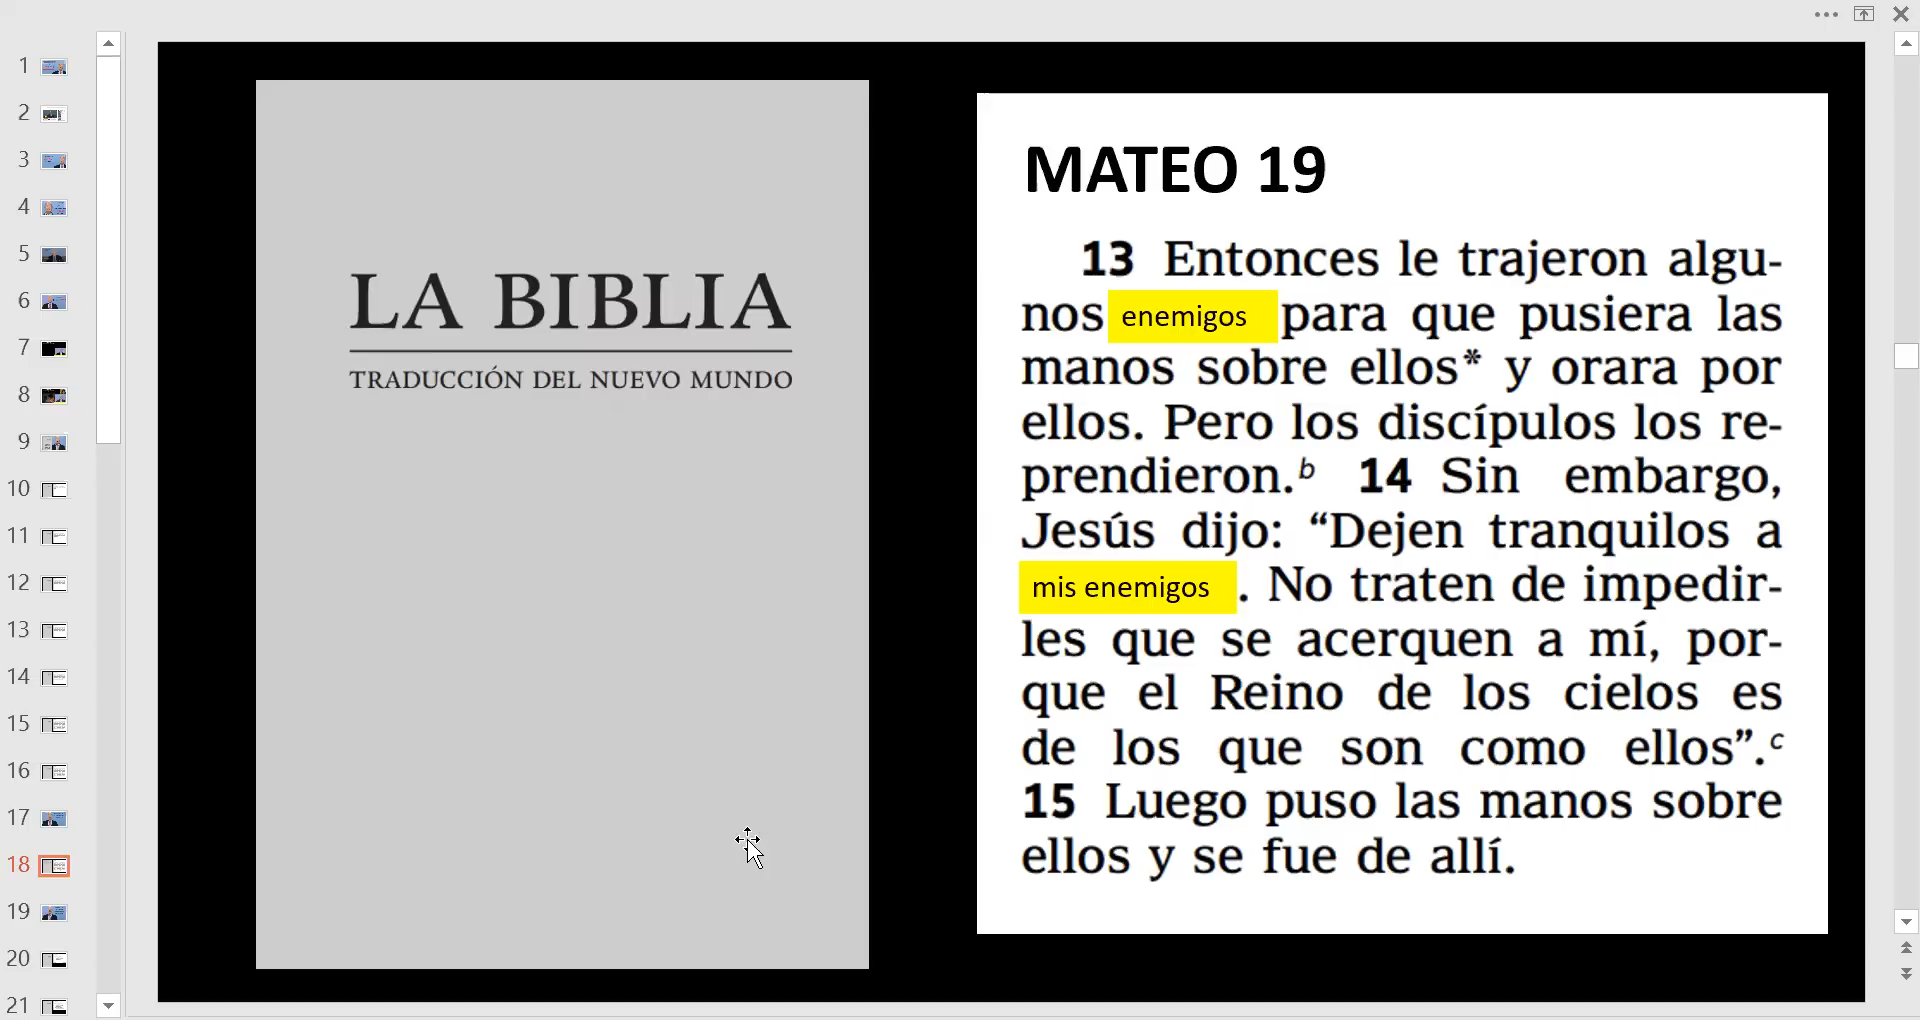 1
2
3
4
5
6
7
8
9
10
11
12
13
14
15
16
17
18
19
20
21
LA BIBLIA
TRADUCCIÓN DEL NUEVO MUNDO
MATEO 19
13 Entonces le trajeron algu-
nos enemigos para que pusiera las
manos sobre ellos* y orara por
ellos. Pero los discípulos los re-
prendieron.b 14 Sin embargo,
Jesús dijo: “Dejen tranquilos a
mis enemigos. No traten de impedir-
les que se acerquen a mí, por-
que el Reino de los cielos es
de los que son como ellos”.c
15 Luego puso las manos sobre
ellos y se fue de allí.